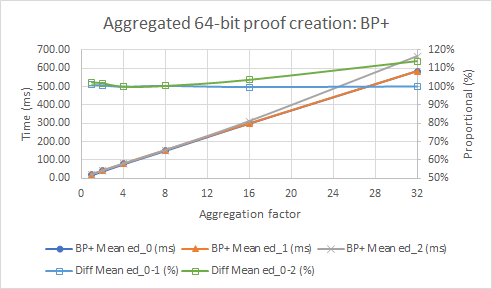 Aggregated 64-bit proof creation: BP+
700.00
600.00
500.00
400.00
300.00
200.00
100.00
0.00
Time (ms)
120%
110%
100%
90%
80%
70%
60%
50%
Proportional (%)
0 4 8 12 16 20 24 28 32
Aggregation factor
BP+ Mean ed_0 (ms) BP+ Mean ed_1 (ms) BP+ Mean ed_2 (ms)
Diff Mean ed_0-1 (%) Diff Mean ed_0-2 (%)